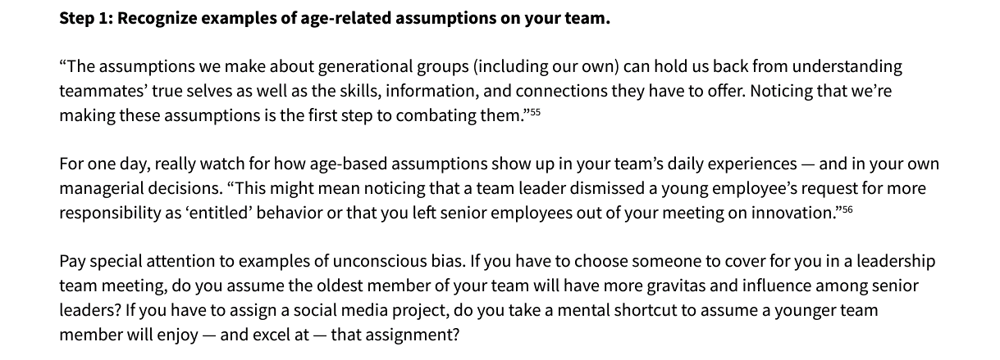 Step 1: Recognize examples of age-related assumptions on your team.
“The assumptions we make about generational groups (including our own) can hold us back from understanding
teammates’ true selves as well as the skills, information, and connections they have to offer. Noticing that we’re
making these assumptions is the first step to combating them.”⁵⁵
For one day, really watch for how age-based assumptions show up in your team’s daily experiences — and in your own
managerial decisions. “This might mean noticing that a team leader dismissed a young employee’s request for more
responsibility as ‘entitled’ behavior or that you left senior employees out of your meeting on innovation.”⁵⁶
Pay special attention to examples of unconscious bias. If you have to choose someone to cover for you in a leadership
team meeting, do you assume the oldest member of your team will have more gravitas and influence among senior
leaders? If you have to assign a social media project, do you take a mental shortcut to assume a younger team
member will enjoy — and excel at — that assignment?